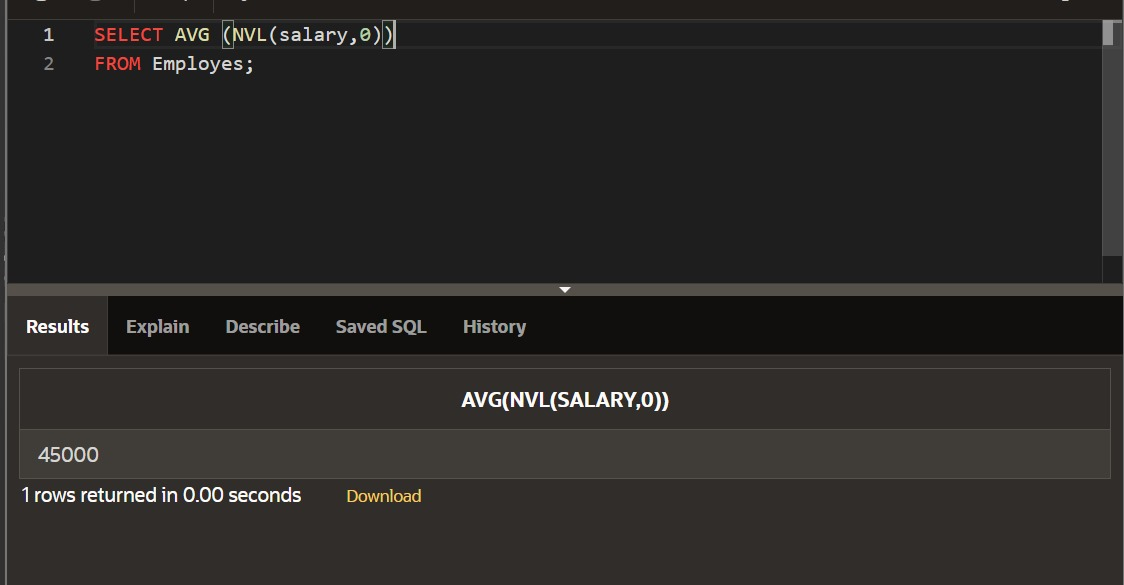 1 SELECT AVG (NVL(salary,0))
2 FROM Employes;
Results Explain Describe Saved SQL History
AVG(NVL(SALARY,0))
45000
1 rows returned in 0.00 seconds Download